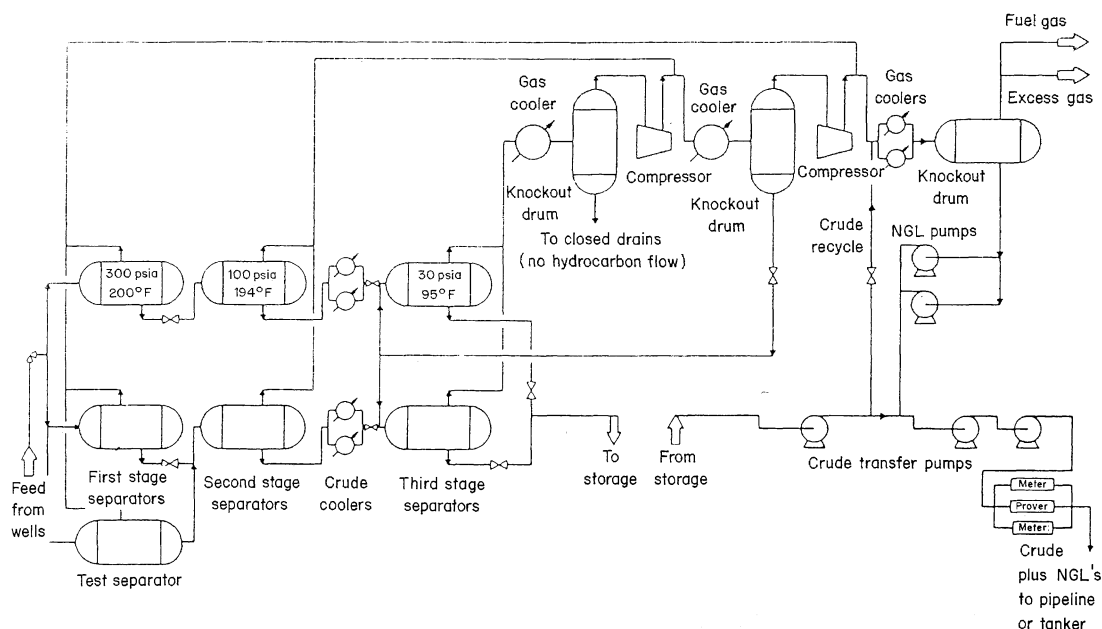 Fuel gas
Excess gas
Gas
cooler
Gas
cooler
Gas
coolers
Knockout
drum
Compressor
Knockout
drum
Compressor
Knockout
drum
To closed drains
(no hydrocarbon flow)
Crude
recycle
NGL pumps
300 psia
200°F
100 psia
194°F
30 psia
95°F
Feed
from
wells
First stage
separators
Second stage
separators
Crude
coolers
Third stage
separators
To
storage
From
storage
Crude transfer pumps
Test separator
Meter
Prover
Meter:
Crude
plus NGL's
to pipeline
or tanker